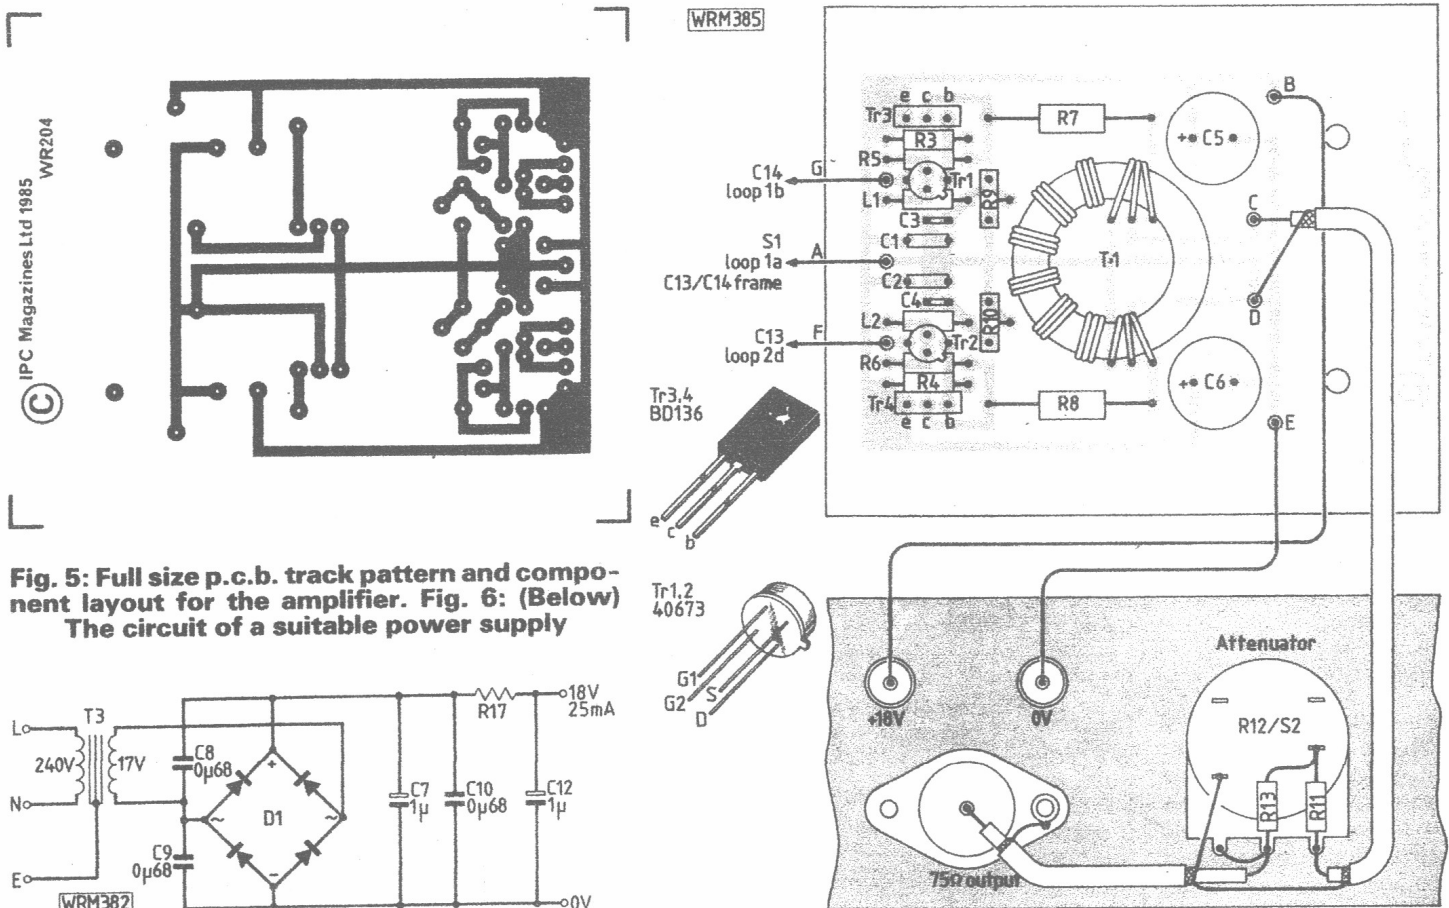 © IPC Magazines Ltd 1985
WR204
WRM385
e c b
Tr3
R3
R5
Tr1
L1
R9
C3
C1
C2
C4
L2
R10
Tr2
R6
R4
Tr4
e c b
R7
R8
T1
+ C5
+ C6
B
C
D
E
C14
loop 1b
G
S1
loop 1a
A
C13/C14 frame
C13
loop 2d
F
Tr3,4
BD136
e
c
b
Tr1,2
40673
G1
G2
S
D
Fig. 5: Full size p.c.b. track pattern and compo-
nent layout for the amplifier. Fig. 6: (Below)
The circuit of a suitable power supply
L
N
E
T3
240V
17V
C8
0µ68
C9
0µ68
D1
+
~
~
-
C7
1µ
C10
0µ68
R17
C12
1µ
18V
25mA
0V
WRM382
+18V
0V
Attenuator
R12/S2
R13
R11
75Ω output